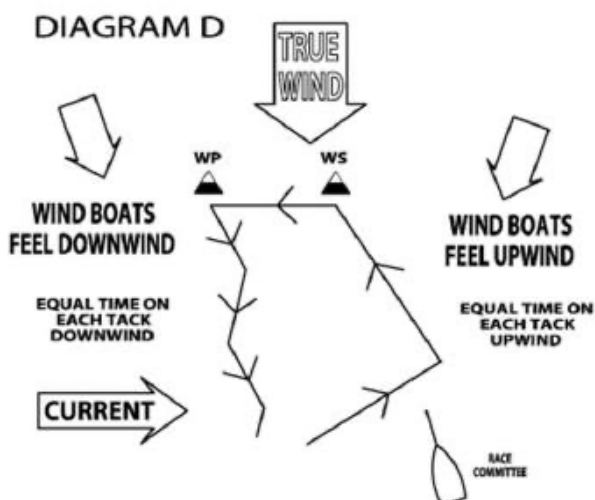 DIAGRAM D
TRUE
WIND
WP
WS
WIND BOATS
FEEL DOWNWIND
EQUAL TIME ON
EACH TACK
DOWNWIND
WIND BOATS
FEEL UPWIND
EQUAL TIME ON
EACH TACK
UPWIND
CURRENT
RACE
COMMITTEE